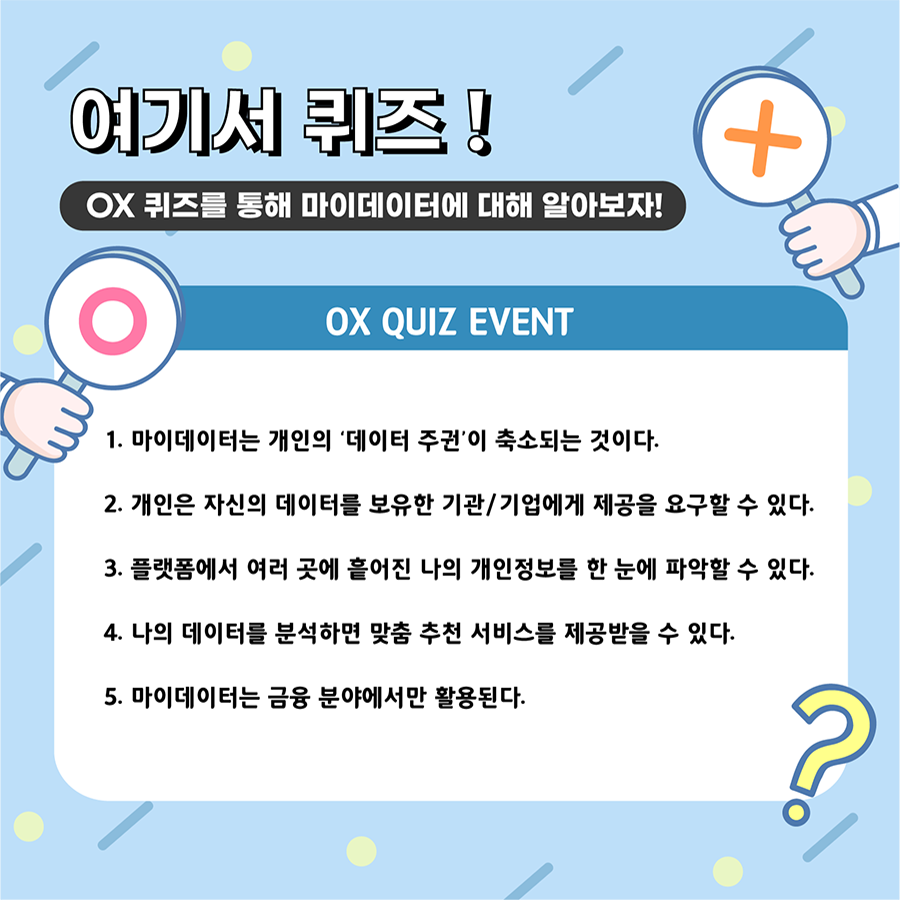 여기서 퀴즈!
OX 퀴즈를 통해 마이데이터에 대해 알아보자!
OX QUIZ EVENT
1. 마이데이터는 개인의 ‘데이터 주권’이 축소되는 것이다.
2. 개인은 자신의 데이터를 보유한 기관/기업에게 제공을 요구할 수 있다.
3. 플랫폼에서 여러 곳에 흩어진 나의 개인정보를 한 눈에 파악할 수 있다.
4. 나의 데이터를 분석하면 맞춤 추천 서비스를 제공받을 수 있다.
5. 마이데이터는 금융 분야에서만 활용된다.